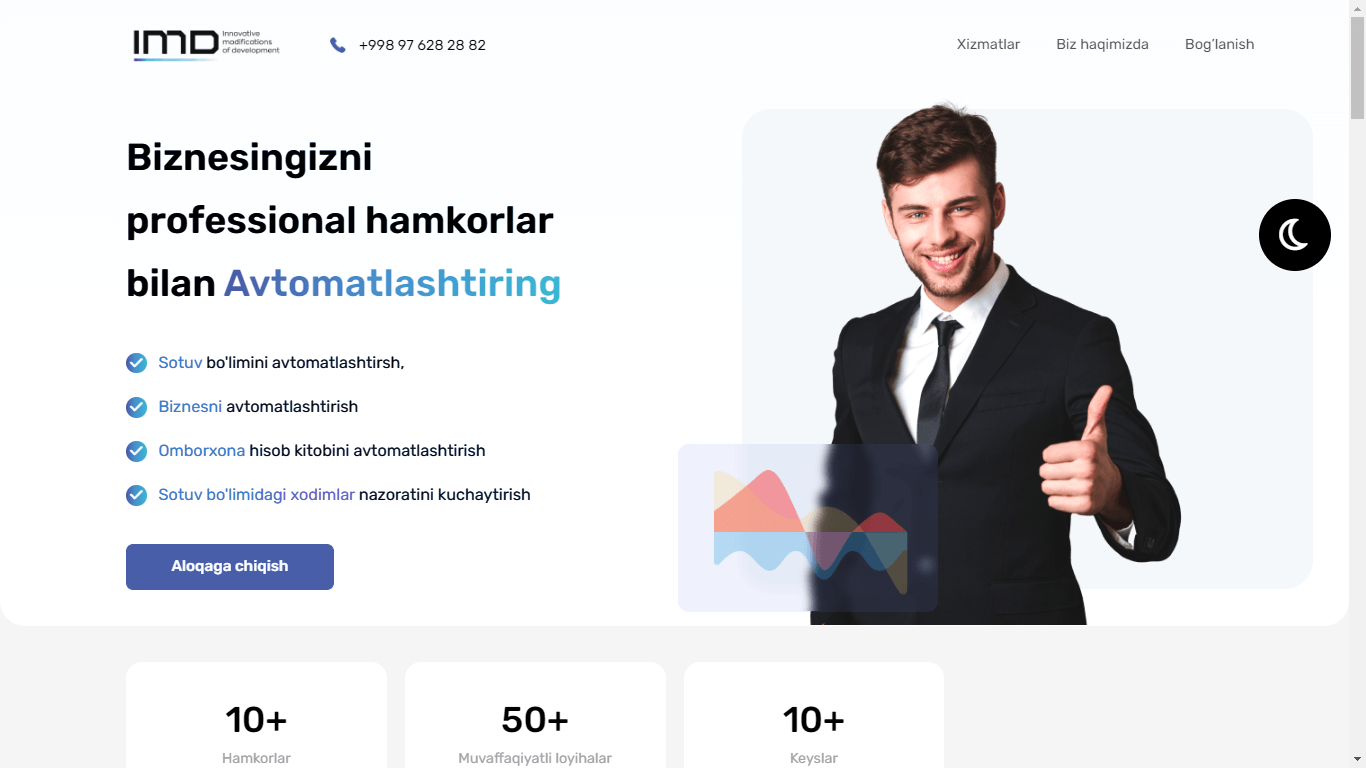 IMD
Innovative
modifications
of development
+998 97 628 28 82
Xizmatlar
Biz haqimizda
Bog‘lanish
Biznesingizni
professional hamkorlar
bilan Avtomatlashtiring
Sotuv bo'limini avtomatlashtirsh,
Biznesni avtomatlashtirish
Omborxona hisob kitobini avtomatlashtirish
Sotuv bo'limidagi xodimlar nazoratini kuchaytirish
Aloqaga chiqish
10+
Hamkorlar
50+
Muvaffaqiyatli loyihalar
10+
Keyslar